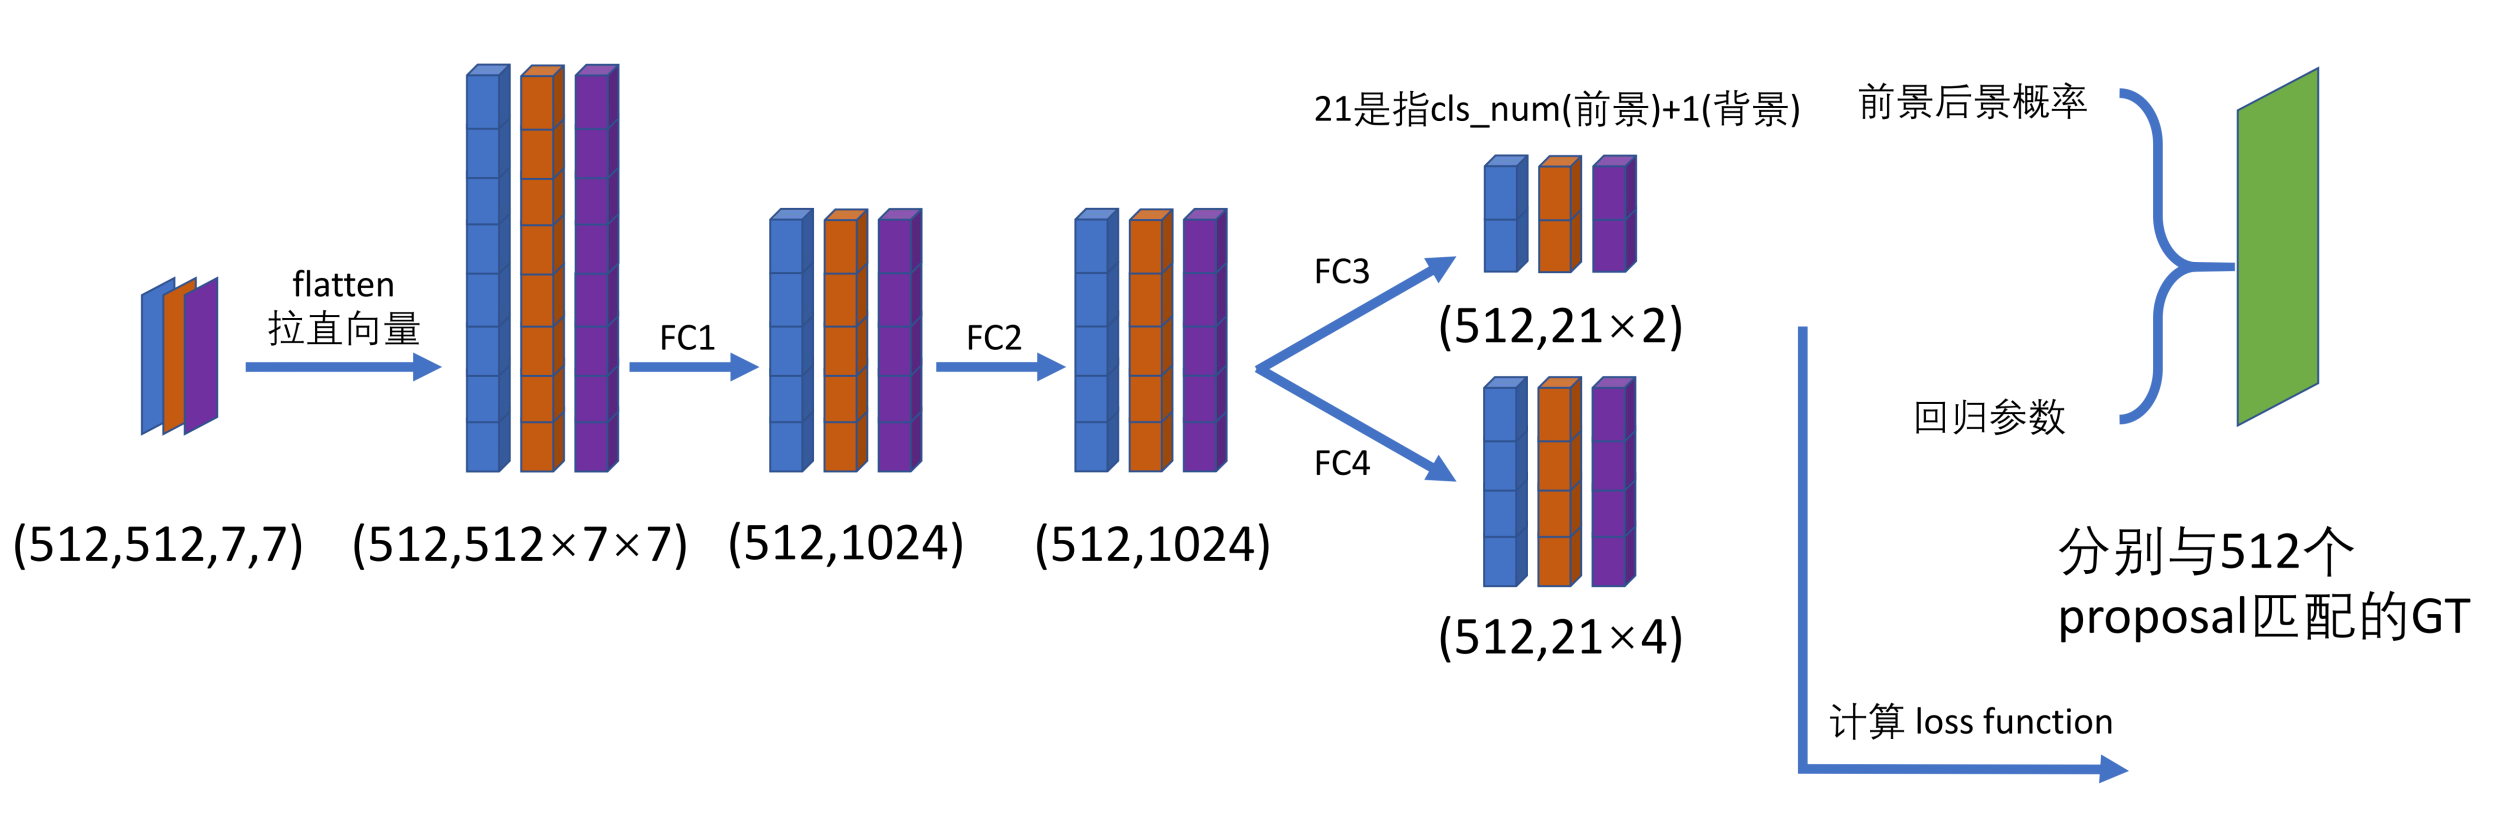 (512,512,7,7)
flatten
拉直向量
(512,512×7×7)
FC1
(512,1024)
FC2
(512,1024)
21是指cls_num(前景)+1(背景)
FC3
(512,21×2)
FC4
(512,21×4)
前景后景概率
回归参数
分别与512个
proposal匹配的GT
计算 loss function